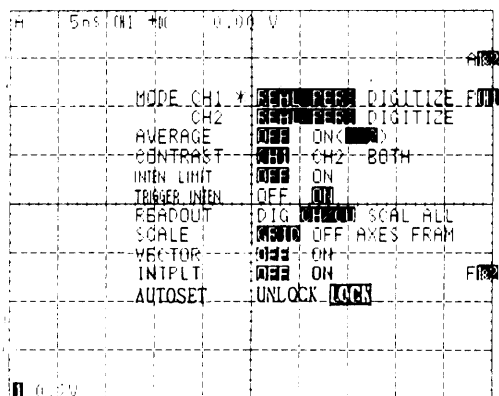 A 5ns CH1 0.00 V
MODE CH1 * DIGITIZE
CH2 DIGITIZE
AVERAGE OFF ON(
CONTRAST CH1 CH2 BOTH
INTEN LIMIT OFF ON
TRIGGER INTEN OFF ON
READOUT DIG SCAL ALL
SCALE GRID OFF AXES FRAM
VECTOR OFF ON
INTPLT OFF ON
AUTOSET UNLOCK LOCK
1